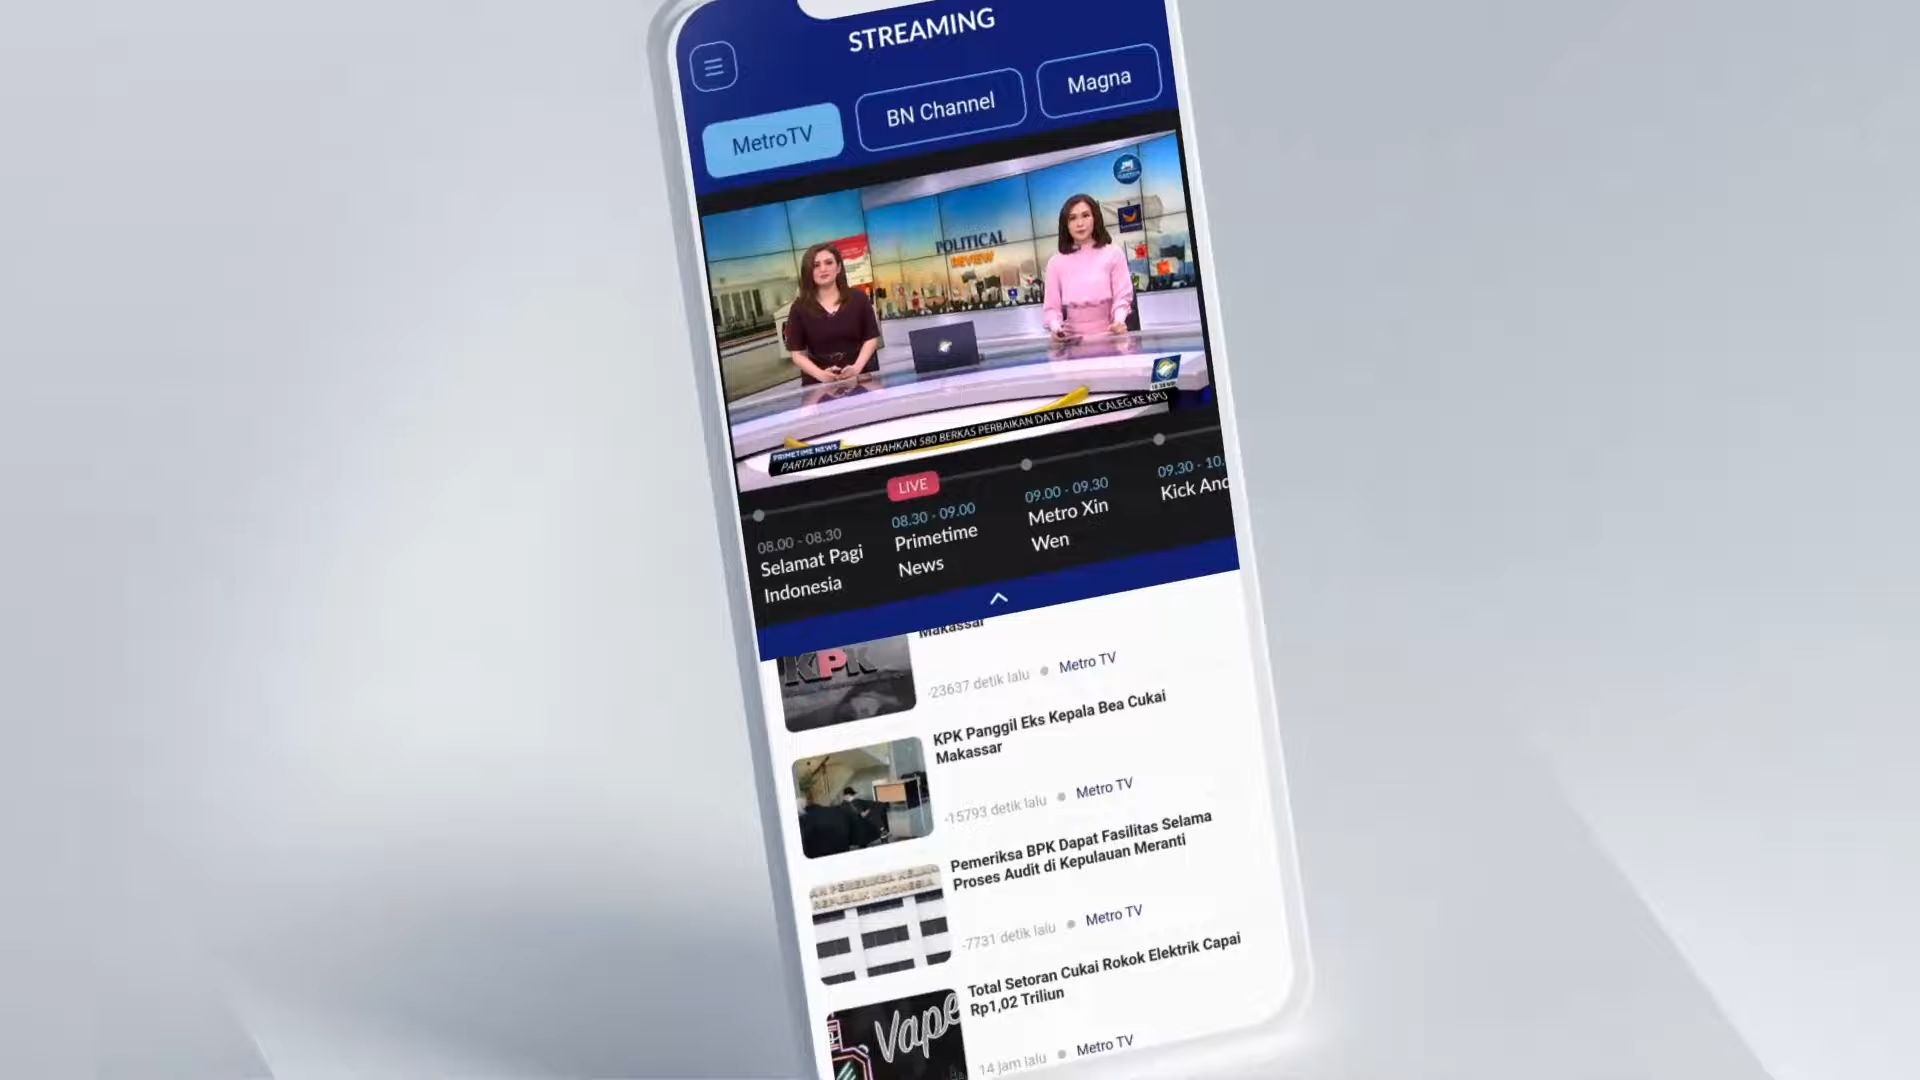 STREAMING
MetroTV
BN Channel
Magna
POLITICAL
REVIEW
PRIMETIME NEWS
PARTAI NASDEM SERAHKAN 580 BERKAS PERBAIKAN DATA BAKAL CALEG KE KPU
LIVE
08.00 - 08.30
Selamat Pagi
Indonesia
08.30 - 09.00
Primetime
News
09.00 - 09.30
Metro Xin
Wen
09.30 - 10.
Kick And
Makassar
KPK
-23637 detik lalu
Metro TV
KPK Panggil Eks Kepala Bea Cukai
Makassar
-15793 detik lalu
Metro TV
Pemeriksa BPK Dapat Fasilitas Selama
Proses Audit di Kepulauan Meranti
REPUBLIK INDONESIA
-7731 detik lalu
Metro TV
Total Setoran Cukai Rokok Elektrik Capai
Rp1,02 Triliun
Vape
14 jam lalu
Metro TV